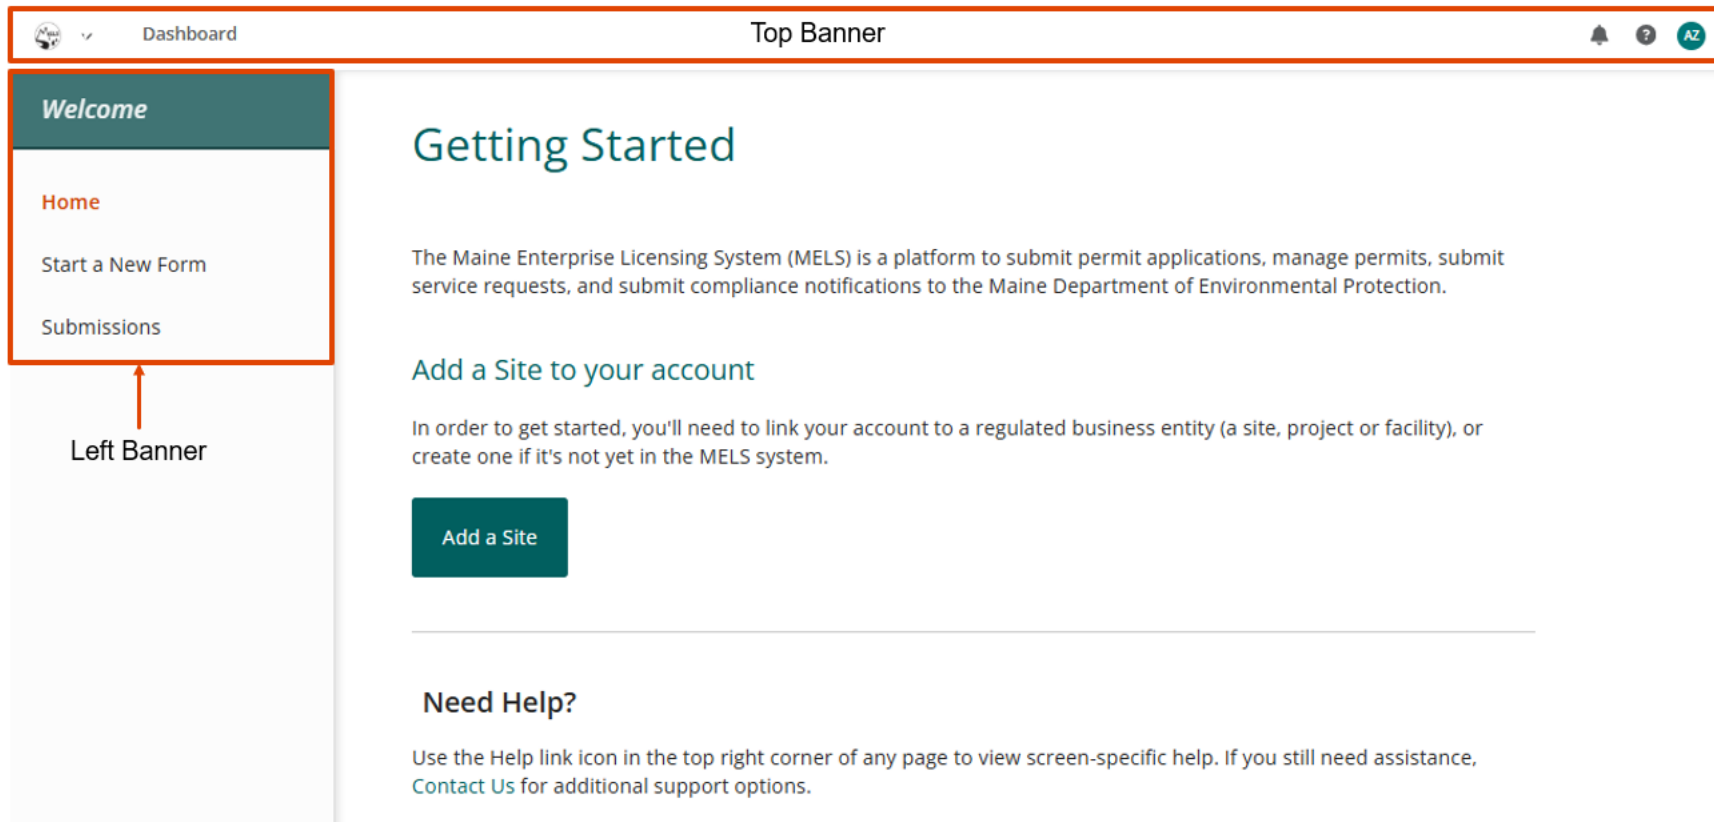 Dashboard
Top Banner
?
AZ
Welcome
Home
Start a New Form
Submissions
Left Banner
Getting Started
The Maine Enterprise Licensing System (MELS) is a platform to submit permit applications, manage permits, submit
service requests, and submit compliance notifications to the Maine Department of Environmental Protection.
Add a Site to your account
In order to get started, you'll need to link your account to a regulated business entity (a site, project or facility), or
create one if it's not yet in the MELS system.
Add a Site
Need Help?
Use the Help link icon in the top right corner of any page to view screen-specific help. If you still need assistance,
Contact Us for additional support options.